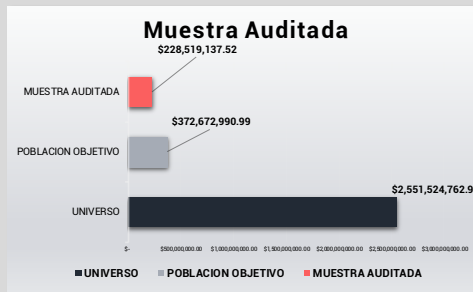 Muestra Auditada
$228,519,137.52
MUESTRA AUDITADA
$372,672,990.99
POBLACION OBJETIVO
$2,551,524,762.9
UNIVERSO
$- $500,000,000.00 $1,000,000,000.00 $1,500,000,000.00 $2,000,000,000.00 $2,500,000,000.00 $3,000,000,000.00
UNIVERSO POBLACION OBJETIVO MUESTRA AUDITADA